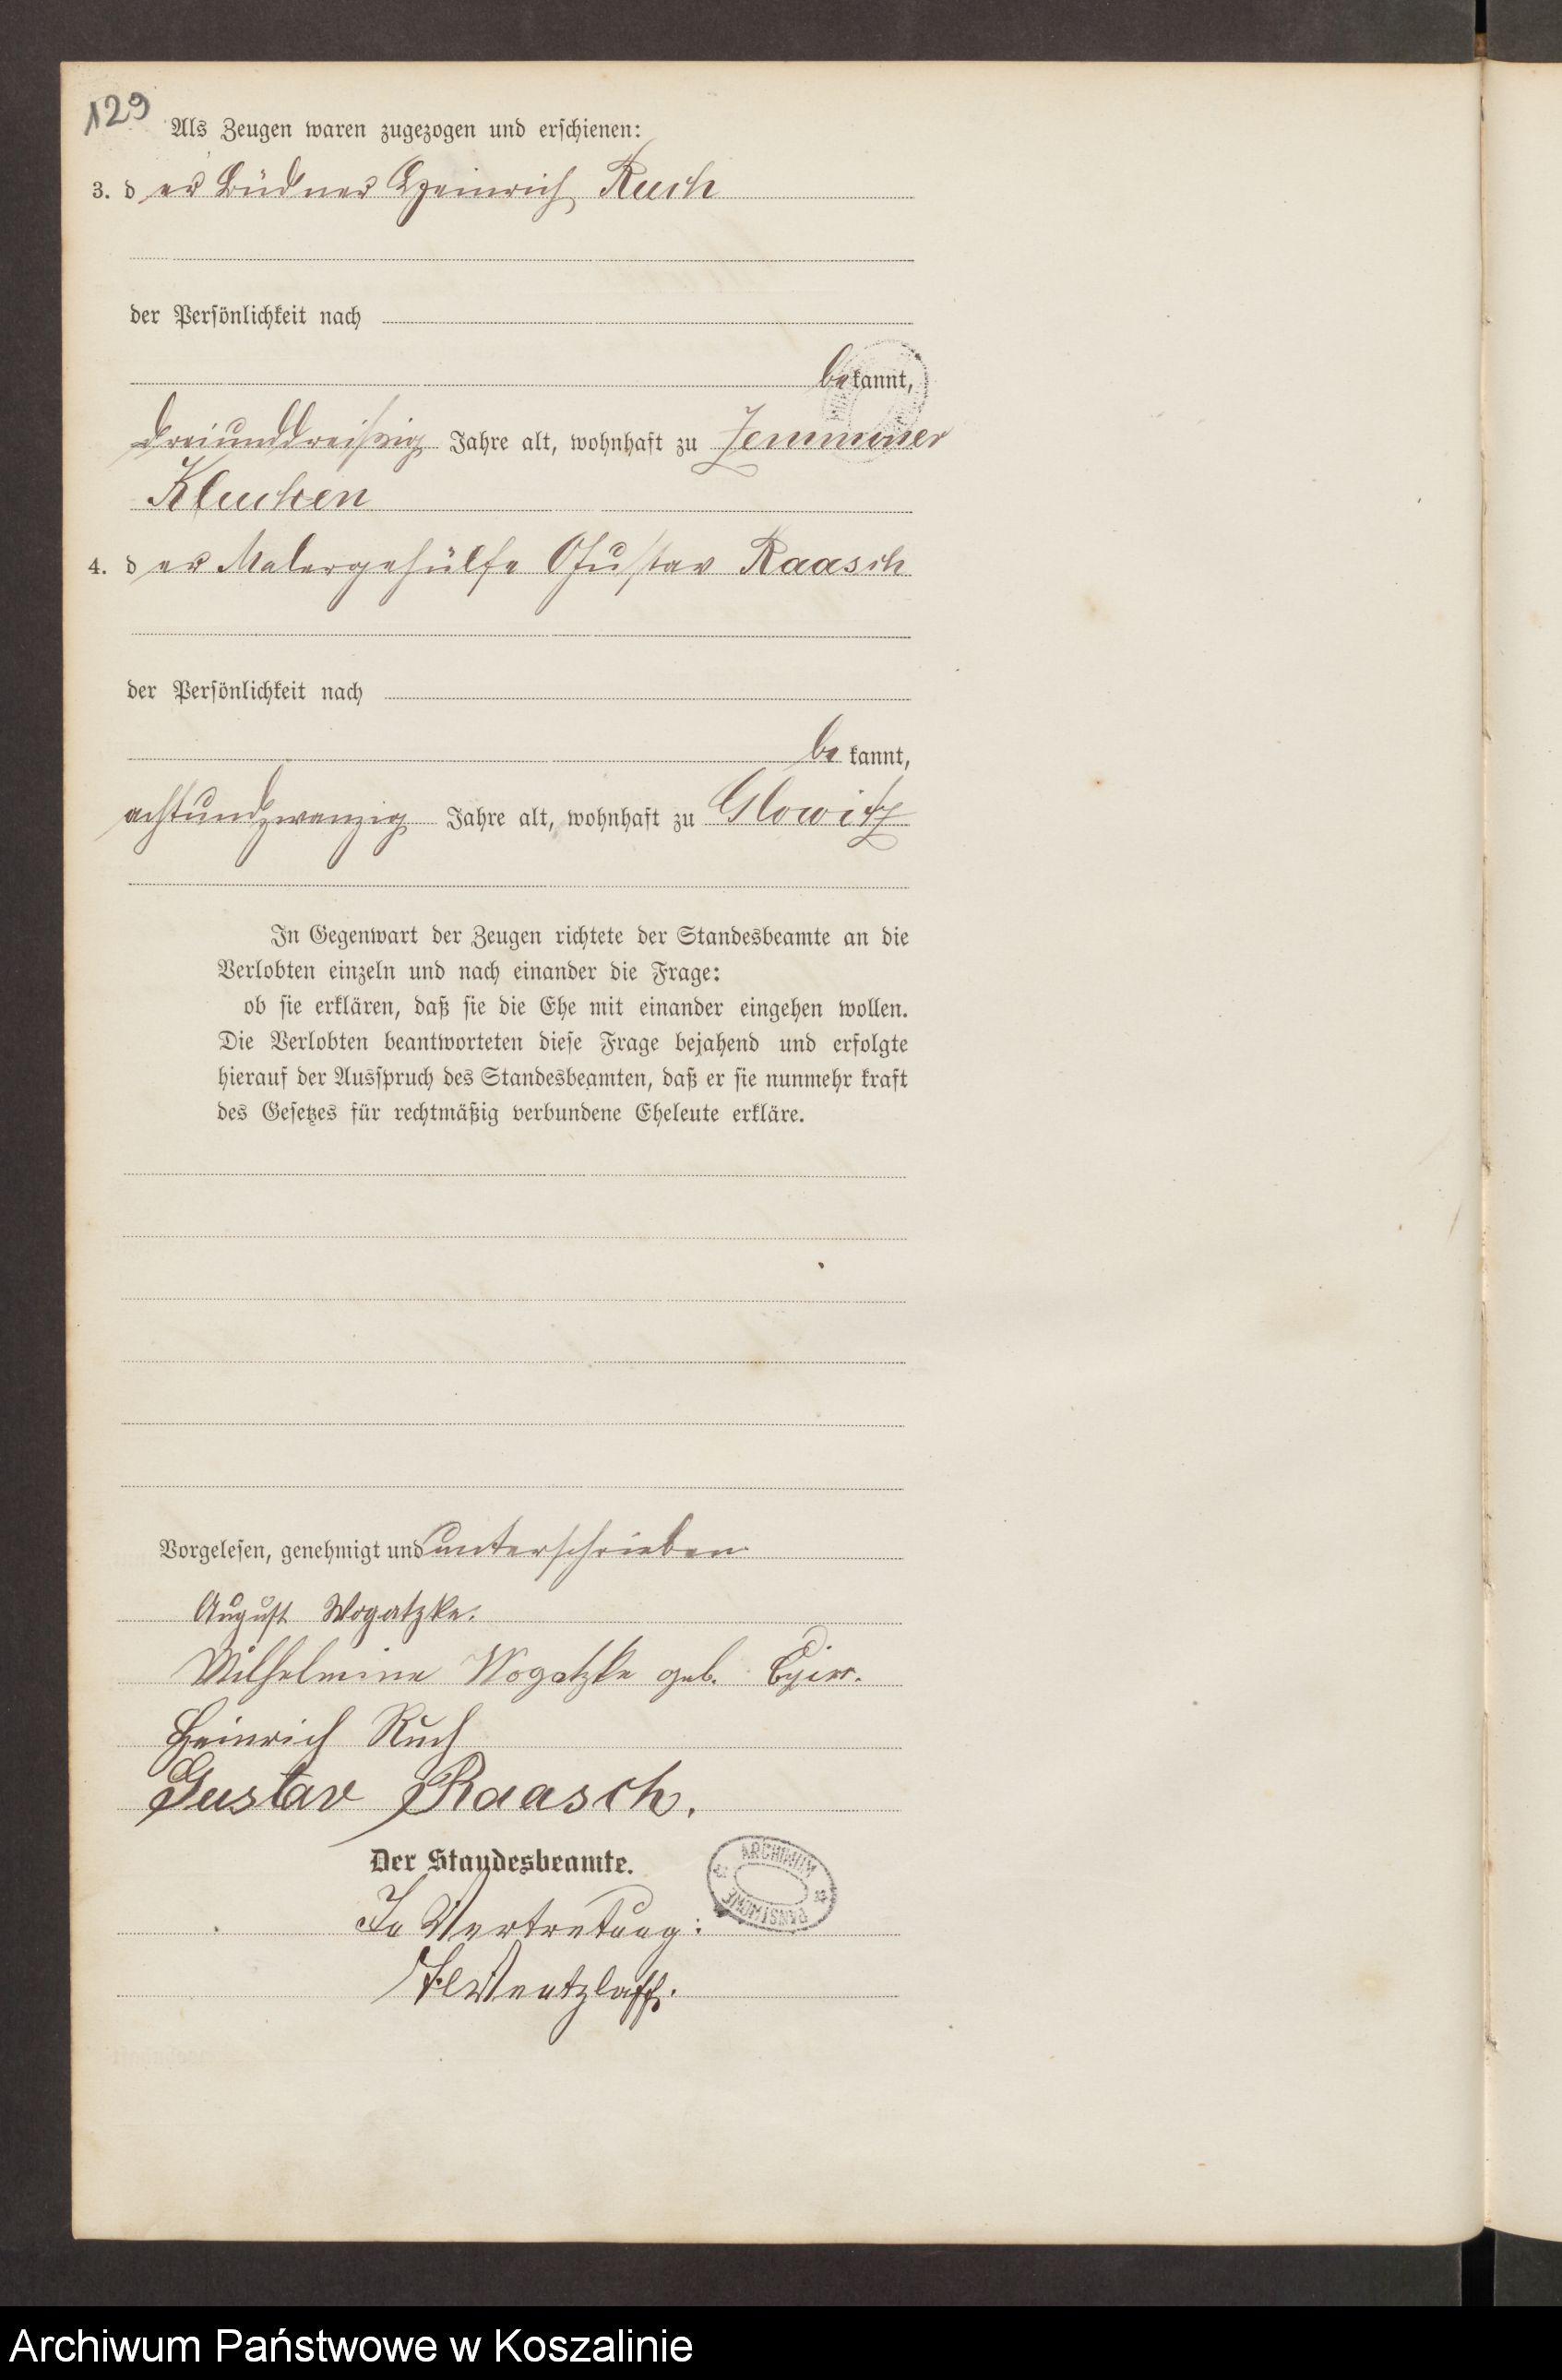 129
Als Zeugen waren zugezogen und erschienen:
3. der Büdner Heinrich Ruch
der Persönlichkeit nach
bekannt,
dreiunddreißig Jahre alt, wohnhaft zu Zemminer
Klucken
4. der Malergehülfe Gustav Raasch
der Persönlichkeit nach
be kannt,
achtundzwanzig Jahre alt, wohnhaft zu Glowitz
In Gegenwart der Zeugen richtete der Standesbeamte an die
Verlobten einzeln und nach einander die Frage:
ob sie erklären, daß sie die Ehe mit einander eingehen wollen.
Die Verlobten beantworteten diese Frage bejahend und erfolgte
hierauf der Ausspruch des Standesbeamten, daß er sie nunmehr kraft
des Gesetzes für rechtmäßig verbundene Eheleute erkläre.
Vorgelesen, genehmigt und unterschrieben
August Wogatzke.
Wilhelmine Wogatzke geb.
Heinrich Ruch
Gustav Raasch.
Der Standesbeamte.
ARCHIWUM PAŃSTWOWE
In Vertretung:
Wentzlaff.
Archiwum Państwowe w Koszalinie